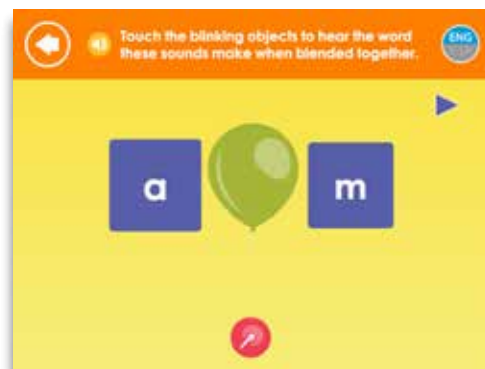 Touch the blinking objects to hear the word
these sounds make when blended together.
ENG
a m